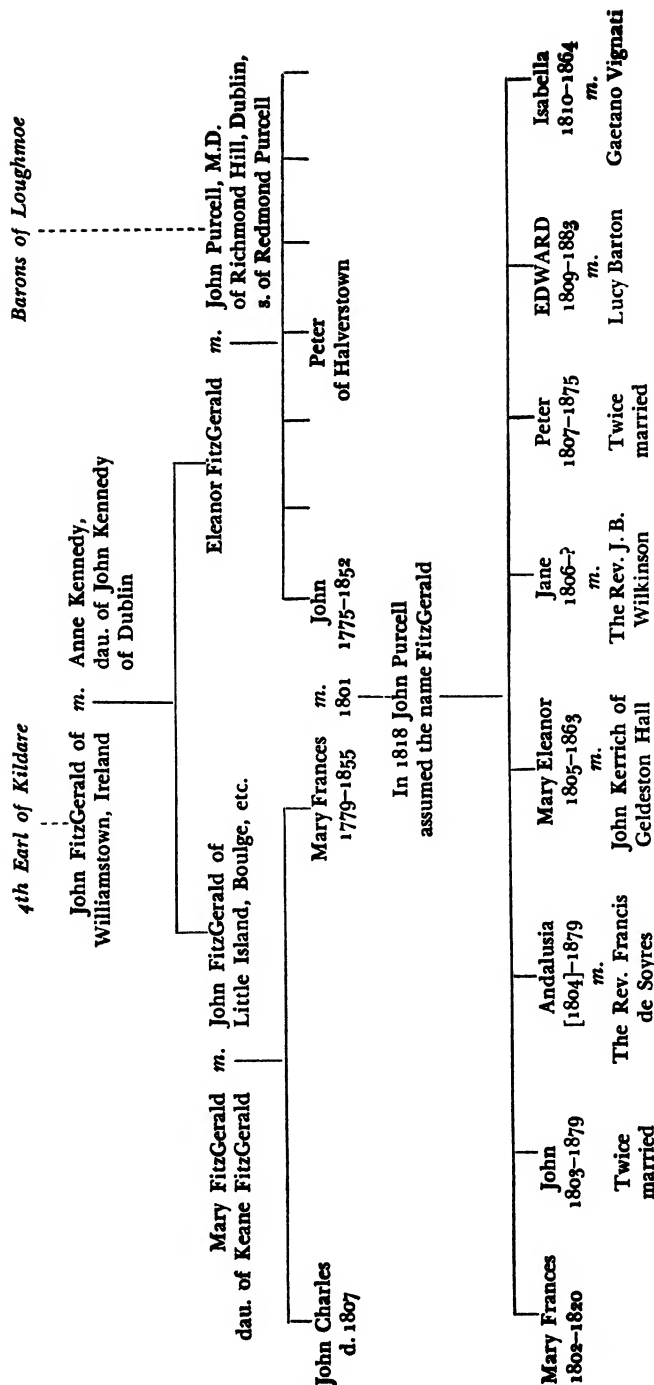 4th Earl of Kildare
Barons of Loughmoe
John FitzGerald of
Williamstown, Ireland
m.
Anne Kennedy,
dau. of John Kennedy
of Dublin
Mary FitzGerald
dau. of Keane FitzGerald
m.
John FitzGerald of
Little Island, Boulge, etc.
Eleanor FitzGerald
m.
John Purcell, M.D.
of Richmond Hill, Dublin,
s. of Redmond Purcell
John Charles
d. 1807
Mary Frances
1779–1855
m.
1801
John
1775–1852
Peter
of Halverstown
In 1818 John Purcell
assumed the name FitzGerald
Mary Frances
1802–1820
John
1803–1879
Twice
married
Andalusia
[1804]–1879
m.
The Rev. Francis
de Soyres
Mary Eleanor
1805–1863
m.
John Kerrich of
Geldeston Hall
Jane
1806–?
m.
The Rev. J. B.
Wilkinson
Peter
1807–1875
Twice
married
EDWARD
1809–1883
m.
Lucy Barton
Isabella
1810–1864
m.
Gaetano Vignati